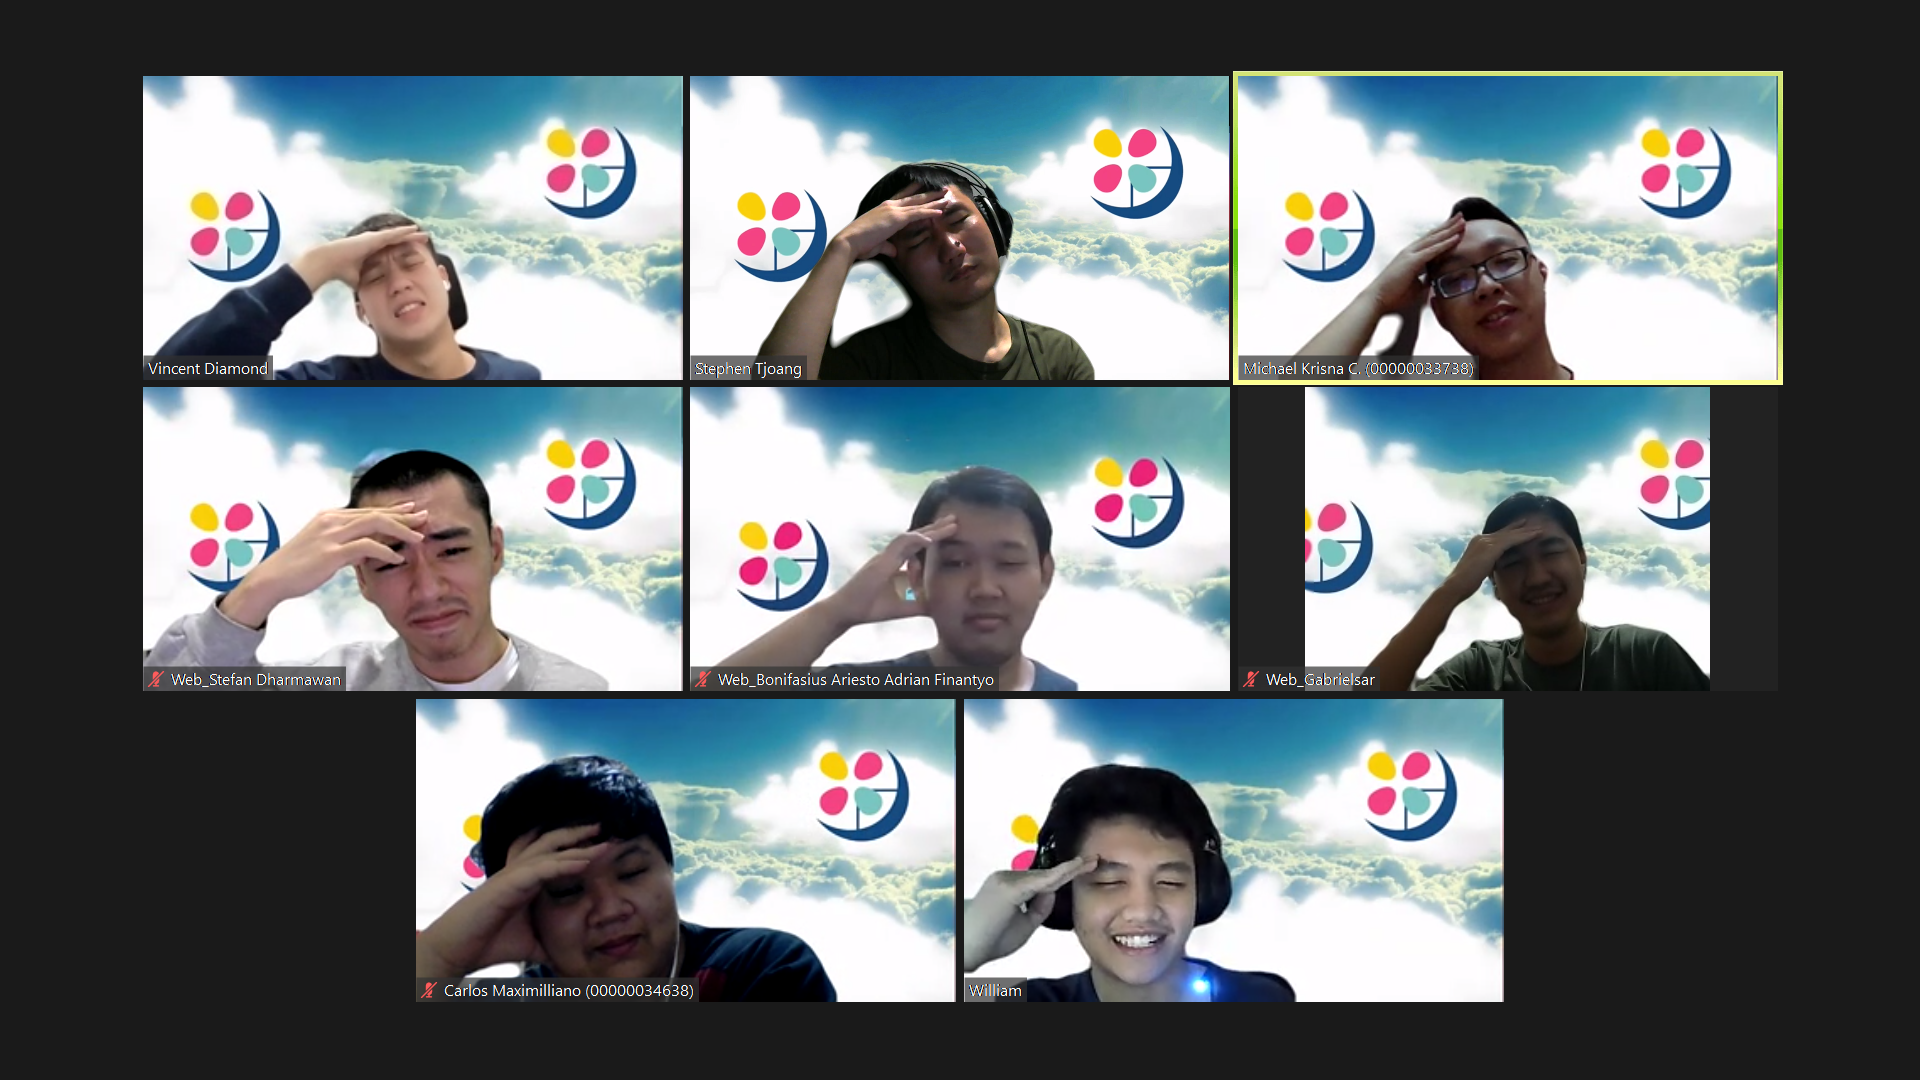 Vincent Diamond
Stephen Tjoang
Michael Krisna C. (00000033738)
Web_Stefan Dharmawan
Web_Bonifasius Ariesto Adrian Finantyo
Web_Gabrielsar
Carlos Maximilliano (00000034638)
William